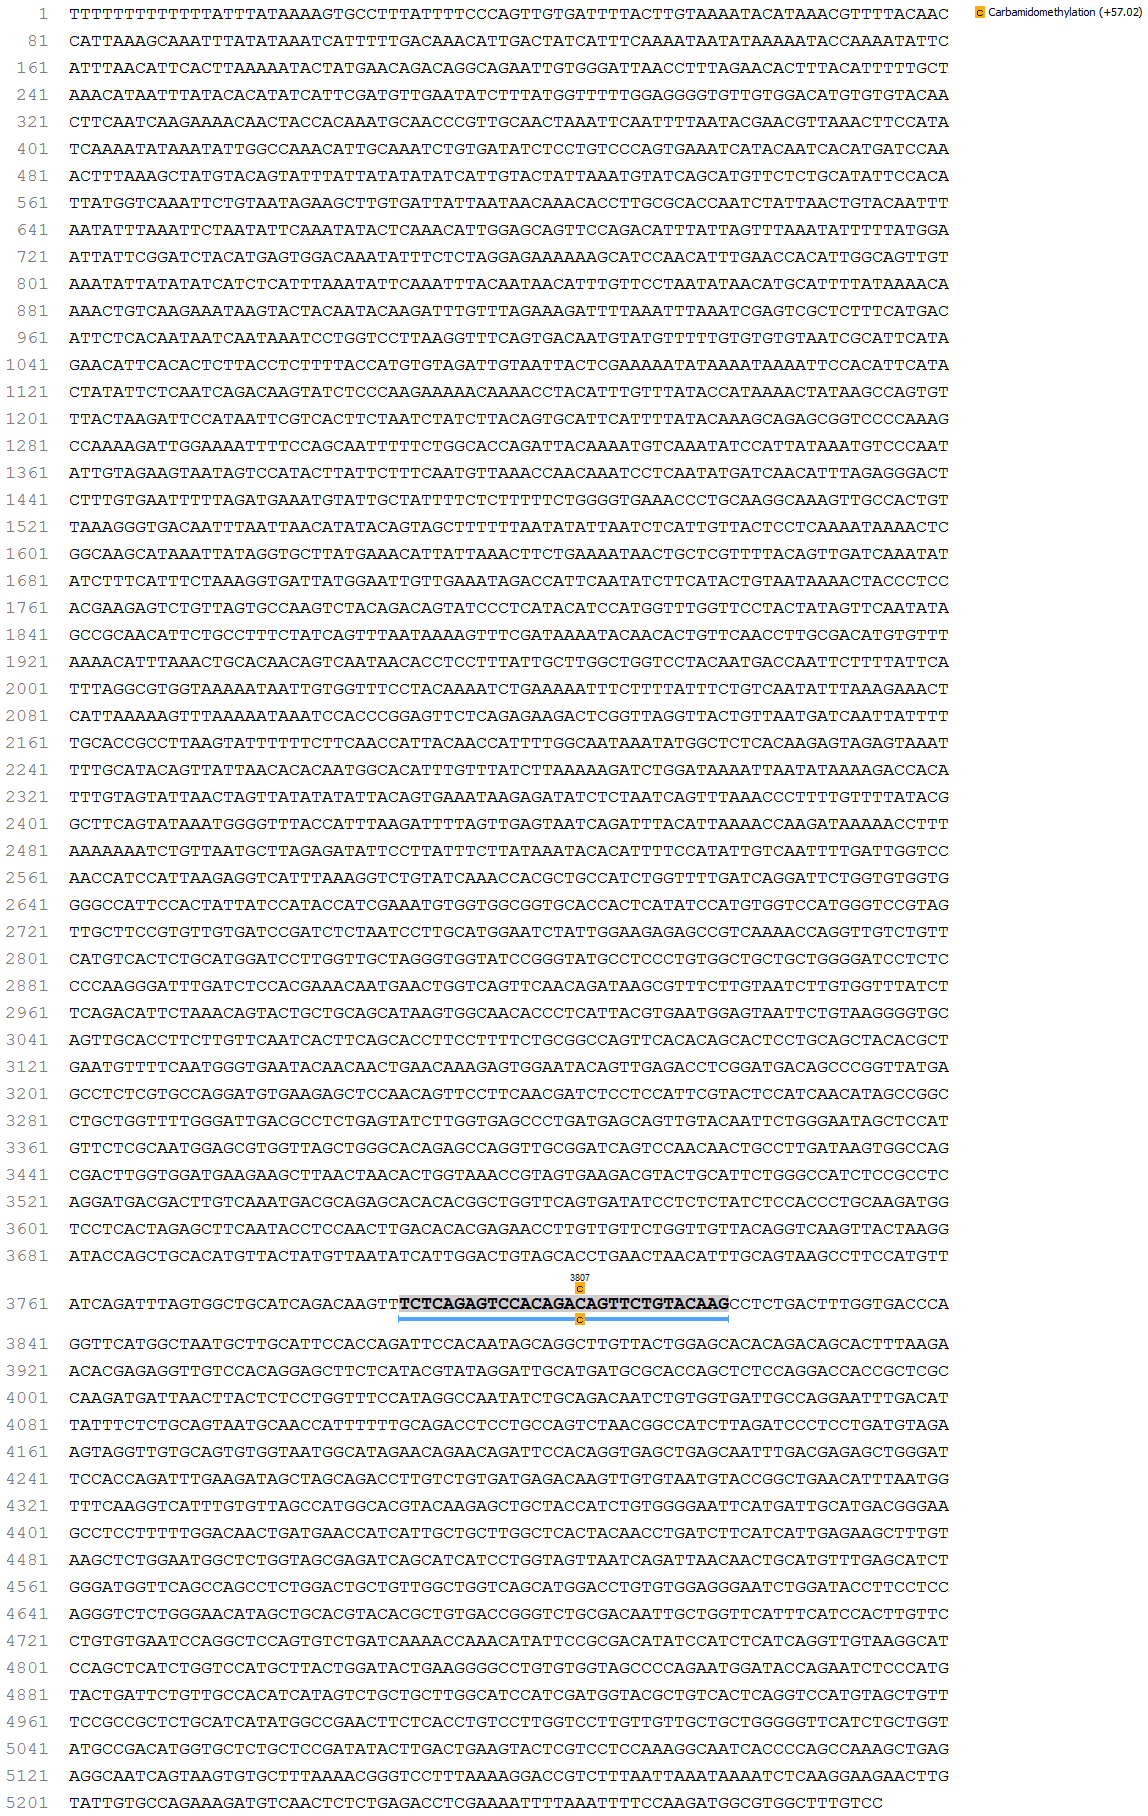 1 TTTTTTTTTTTTTTATTTATAAAAGTGCCTTTATTTTCCCAGTTGTGATTTTACTTGTAAAATACATAAACGTTTTACAAC
C Carbamidomethylation (+57.02)
81 CATTAAAGCAAATTTATATAAATCATTTTTGACAAACATTGACTATCATTTCAAAATAATATAAAAATACCAAAATATTC
161 ATTTAACATTCACTTAAAAATACTATGAACAGACAGGCAGAATTGTGGGATTAACCTTTAGAACACTTTACATTTTTGCT
241 AAACATAATTTATACACATATCATTCGATGTTGAATATCTTTATGGTTTTTGGAGGGGTGTTGTGGACATGTGTGTACAA
321 CTTCAATCAAGAAAACAACTACCACAAATGCAACCCGTTGCAACTAAATTCAATTTTAATACGAACGTTAAACTTCCATA
401 TCAAAATATAAATATTGGCCAAACATTGCAAATCTGTGATATCTCCTGTCCCAGTGAAATCATACAATCACATGATCCAA
481 ACTTTAAAGCTATGTACAGTATTTATTATATATATCATTGTACTATTAAATGTATCAGCATGTTCTCTGCATATTCCACA
561 TTATGGTCAAATTCTGTAATAGAAGCTTGTGATTATTAATAACAAACACCTTGCGCACCAATCTATTAACTGTACAATTT
641 AATATTTAAATTCTAATATTCAAATATACTCAAACATTGGAGCAGTTCCAGACATTTATTAGTTTAAATATTTTTATGGA
721 ATTATTCGGATCTACATGAGTGGACAAATATTTCTCTAGGAGAAAAAAGCATCCAACATTTGAACCACATTGGCAGTTGT
801 AAATATTATATATCATCTCATTTAAATATTCAAATTTACAATAACATTTGTTCCTAATATAACATGCATTTTATAAAACA
881 AAACTGTCAAGAAATAAGTACTACAATACAAGATTTGTTTAGAAAGATTTTAAATTTAAATCGAGTCGCTCTTTCATGAC
961 ATTCTCACAATAATCAATAAATCCTGGTCCTTAAGGTTTCAGTGACAATGTATGTTTTTGTGTGTGTAATCGCATTCATA
1041 GAACATTCACACTCTTACCTCTTTTACCATGTGTAGATTGTAATTACTCGAAAAATATAAAATAAAATTCCACATTCATA
1121 CTATATTCTCAATCAGACAAGTATCTCCCAAGAAAAACAAAACCTACATTTGTTTATACCATAAAACTATAAGCCAGTGT
1201 TTACTAAGATTCCATAATTCGTCACTTCTAATCTATCTTACAGTGCATTCATTTTATACAAAGCAGAGCGGTCCCCAAAG
1281 CCAAAAGATTGGAAAATTTTCCAGCAATTTTTCTGGCACCAGATTACAAAATGTCAAATATCCATTATAAATGTCCCAAT
1361 ATTGTAGAAGTAATAGTCCATACTTATTCTTTCAATGTTAAACCAACAAATCCTCAATATGATCAACATTTAGAGGGACT
1441 CTTTGTGAATTTTTAGATGAAATGTATTGCTATTTTCTCTTTTTCTGGGGTGAAACCCTGCAAGGCAAAGTTGCCACTGT
1521 TAAAGGGTGACAATTTAATTAACATATACAGTAGCTTTTTTAATATATTAATCTCATTGTTACTCCTCAAAATAAAACTC
1601 GGCAAGCATAAATTATAGGTGCTTATGAAACATTATTAAACTTCTGAAAATAACTGCTCGTTTTACAGTTGATCAAATAT
1681 ATCTTTCATTTCTAAAGGTGATTATGGAATTGTTGAAATAGACCATTCAATATCTTCATACTGTAATAAAACTACCCTCC
1761 ACGAAGAGTCTGTTAGTGCCAAGTCTACAGACAGTATCCCTCATACATCCATGGTTTGGTTCCTACTATAGTTCAATATA
1841 GCCGCAACATTCTGCCTTTCTATCAGTTTAATAAAAGTTTCGATAAAATACAACACTGTTCAACCTTGCGACATGTGTTT
1921 AAAACATTTAAACTGCACAACAGTCAATAACACCTCCTTTATTGCTTGGCTGGTCCTACAATGACCAATTCTTTTATTCA
2001 TTTAGGCGTGGTAAAAATAATTGTGGTTTCCTACAAAATCTGAAAAATTTCTTTTATTTCTGTCAATATTTAAAGAAACT
2081 CATTAAAAAGTTTAAAAATAAATCCACCCGGAGTTCTCAGAGAAGACTCGGTTAGGTTACTGTTAATGATCAATTATTTT
2161 TGCACCGCCTTAAGTATTTTTTCTTCAACCATTACAACCATTTTGGCAATAAATATGGCTCTCACAAGAGTAGAGTAAAT
2241 TTTGCATACAGTTATTAACACACAATGGCACATTTGTTTATCTTAAAAAGATCTGGATAAAATTAATATAAAAGACCACA
2321 TTTGTAGTATTAACTAGTTATATATATTACAGTGAAATAAGAGATATCTCTAATCAGTTTAAACCCTTTTGTTTTATACG
2401 GCTTCAGTATAAATGGGGTTTACCATTTAAGATTTTAGTTGAGTAATCAGATTTACATTAAAACCAAGATAAAAACCTTT
2481 AAAAAAATCTGTTAATGCTTAGAGATATTCCTTATTTCTTATAAATACACATTTTCCATATTGTCAATTTTGATTGGTCC
2561 AACCATCCATTAAGAGGTCATTTAAAGGTCTGTATCAAACCACGCTGCCATCTGGTTTTGATCAGGATTCTGGTGTGGTG
2641 GGGCCATTCCACTATTATCCATACCATCGAAATGTGGTGGCGGTGCACCACTCATATCCATGTGGTCCATGGGTCCGTAG
2721 TTGCTTCCGTGTTGTGATCCGATCTCTAATCCTTGCATGGAATCTATTGGAAGAGAGCCGTCAAAACCAGGTTGTCTGTT
2801 CATGTCACTCTGCATGGATCCTTGGTTGCTAGGGTGGTATCCGGGTATGCCTCCCTGTGGCTGCTGCTGGGGATCCTCTC
2881 CCCAAGGGATTTGATCTCCACGAAACAATGAACTGGTCAGTTCAACAGATAAGCGTTTCTTGTAATCTTGTGGTTTATCT
2961 TCAGACATTCTAAACAGTACTGCTGCAGCATAAGTGGCAACACCCTCATTACGTGAATGGAGTAATTCTGTAAGGGGTGC
3041 AGTTGCACCTTCTTGTTCAATCACTTCAGCACCTTCCTTTTCTGCGGCCAGTTCACACAGCACTCCTGCAGCTACACGCT
3121 GAATGTTTTCAATGGGTGAATACAACAACTGAACAAAGAGTGGAATACAGTTGAGACCTCGGATGACAGCCCGGTTATGA
3201 GCCTCTCGTGCCAGGATGTGAAGAGCTCCAACAGTTCCTTCAACGATCTCCTCCATTCGTACTCCATCAACATAGCCGGC
3281 CTGCTGGTTTTGGGATTGACGCCTCTGAGTATCTTGGTGAGCCCTGATGAGCAGTTGTACAATTCTGGGAATAGCTCCAT
3361 GTTCTCGCAATGGAGCGTGGTTAGCTGGGCACAGAGCCAGGTTGCGGATCAGTCCAACAACTGCCTTGATAAGTGGCCAG
3441 CGACTTGGTGGATGAAGAAGCTTAACTAACACTGGTAAACCGTAGTGAAGACGTACTGCATTCTGGGCCATCTCCGCCTC
3521 AGGATGACGACTTGTCAAATGACGCAGAGCACACACGGCTGGTTCAGTGATATCCTCTCTATCTCCACCCTGCAAGATGG
3601 TCCTCACTAGAGCTTCAATACCTCCAACTTGACACACGAGAACCTTGTTGTTCTGGTTGTTACAGGTCAAGTTACTAAGG
3681 ATACCAGCTGCACATGTTACTATGTTAATATCATTGGACTGTAGCACCTGAACTAACATTTGCAGTAAGCCTTCCATGTT
3807
C
3761 ATCAGATTTAGTGGCTGCATCAGACAAGTTTCTCAGAGTCCACAGACAGTTCTGTACAAGCCTCTGACTTTGGTGACCCA
C
3841 GGTTCATGGCTAATGCTTGCATTCCACCAGATTCCACAATAGCAGGCTTGTTACTGGAGCACACAGACAGCACTTTAAGA
3921 ACACGAGAGGTTGTCCACAGGAGCTTCTCATACGTATAGGATTGCATGATGCGCACCAGCTCTCCAGGACCACCGCTCGC
4001 CAAGATGATTAACTTACTCTCCTGGTTTCCATAGGCCAATATCTGCAGACAATCTGTGGTGATTGCCAGGAATTTGACAT
4081 TATTTCTCTGCAGTAATGCAACCATTTTTTGCAGACCTCCTGCCAGTCTAACGGCCATCTTAGATCCCTCCTGATGTAGA
4161 AGTAGGTTGTGCAGTGTGGTAATGGCATAGAACAGAACAGATTCCACAGGTGAGCTGAGCAATTTGACGAGAGCTGGGAT
4241 TCCACCAGATTTGAAGATAGCTAGCAGACCTTGTCTGTGATGAGACAAGTTGTGTAATGTACCGGCTGAACATTTAATGG
4321 TTTCAAGGTCATTTGTGTTAGCCATGGCACGTACAAGAGCTGCTACCATCTGTGGGGAATTCATGATTGCATGACGGGAA
4401 GCCTCCTTTTTGGACAACTGATGAACCATCATTGCTGCTTGGCTCACTACAACCTGATCTTCATCATTGAGAAGCTTTGT
4481 AAGCTCTGGAATGGCTCTGGTAGCGAGATCAGCATCATCCTGGTAGTTAATCAGATTAACAACTGCATGTTTGAGCATCT
4561 GGGATGGTTCAGCCAGCCTCTGGACTGCTGTTGGCTGGTCAGCATGGACCTGTGTGGAGGGAATCTGGATACCTTCCTCC
4641 AGGGTCTCTGGGAACATAGCTGCACGTACACGCTGTGACCGGGTCTGCGACAATTGCTGGTTCATTTCATCCACTTGTTC
4721 CTGTGTGAATCCAGGCTCCAGTGTCTGATCAAAACCAAACATATTCCGCGACATATCCATCTCATCAGGTTGTAAGGCAT
4801 CCAGCTCATCTGGTCCATGCTTACTGGATACTGAAGGGGCCTGTGTGGTAGCCCCAGAATGGATACCAGAATCTCCCATG
4881 TACTGATTCTGTTGCCACATCATAGTCTGCTGCTTGGCATCCATCGATGGTACGCTGTCACTCAGGTCCATGTAGCTGTT
4961 TCCGCCGCTCTGCATCATATGGCCGAACTTCTCACCTGTCCTTGGTCCTTGTTGTTGCTGCTGGGGGTTCATCTGCTGGT
5041 ATGCCGACATGGTGCTCTGCTCCGATATACTTGACTGAAGTACTCGTCCTCCAAAGGCAATCACCCCAGCCAAAGCTGAG
5121 AGGCAATCAGTAAGTGTGCTTTAAAACGGGTCCTTTAAAAGGACCGTCTTTAATTAAATAAAATCTCAAGGAAGAACTTG
5201 TATTGTGCCAGAAAGATGTCAACTCTCTGAGACCTCGAAAATTTTAAATTTTCCAAGATGGCGTGGCTTTGTCC